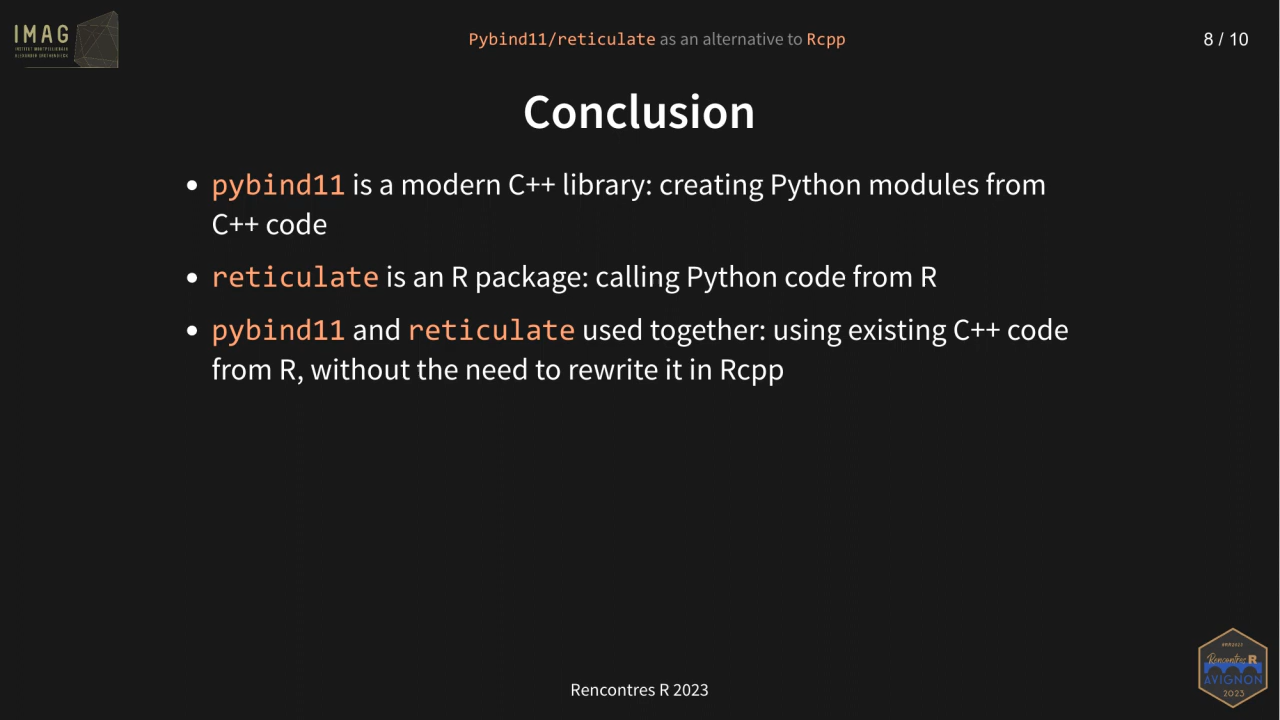 IMAG
Pybind11/reticulate as an alternative to Rcpp
8 / 10
Conclusion
• pybind11 is a modern C++ library: creating Python modules from
C++ code
• reticulate is an R package: calling Python code from R
• pybind11 and reticulate used together: using existing C++ code
from R, without the need to rewrite it in Rcpp
Rencontres R
AVIGNON
2023
Rencontres R 2023